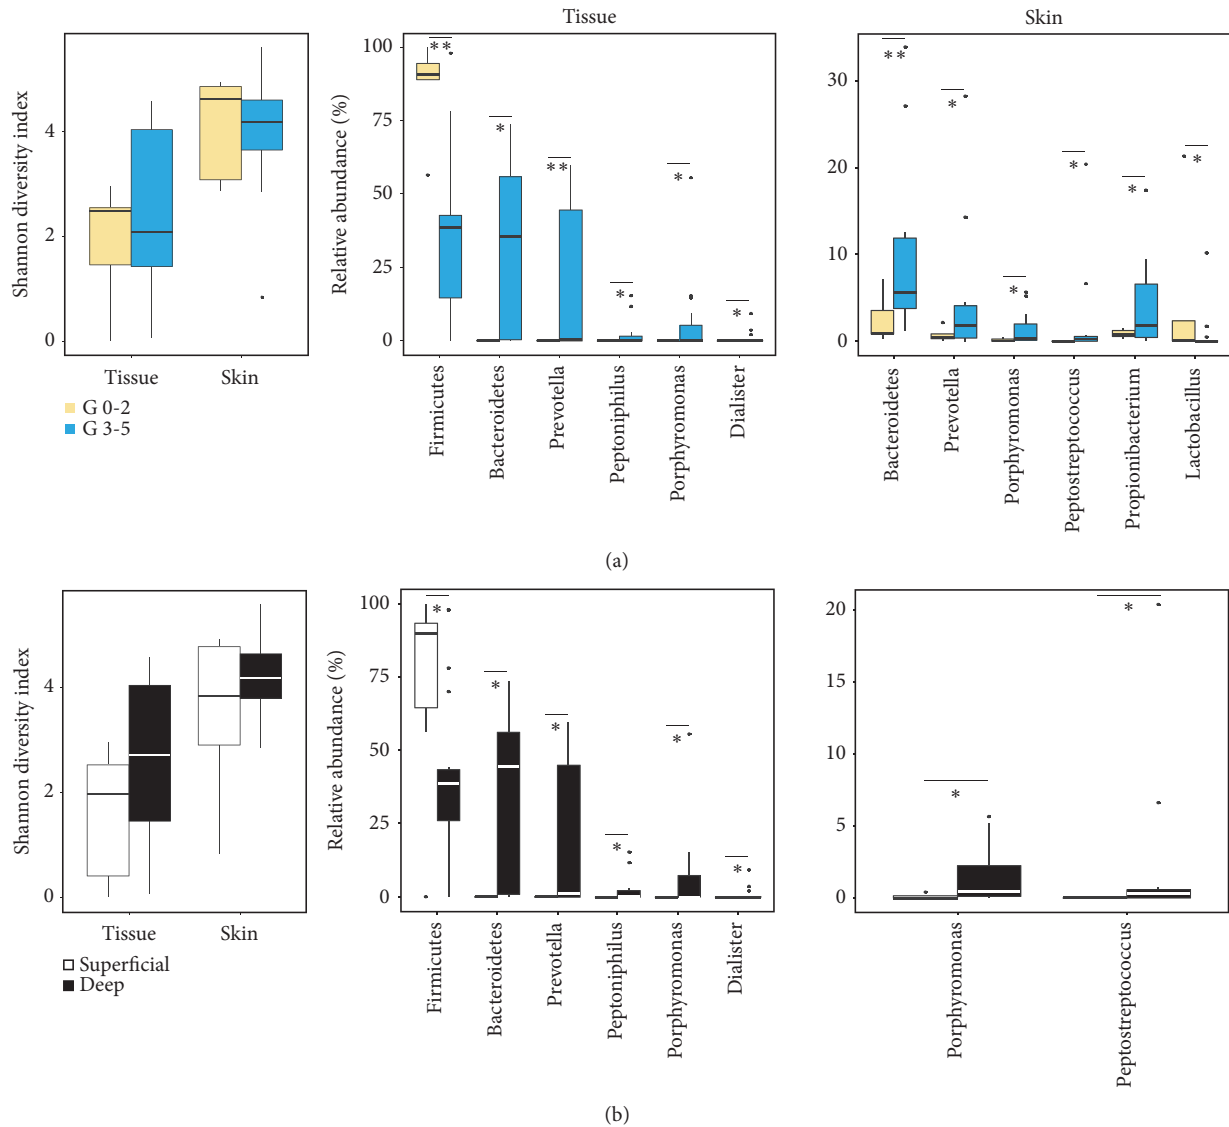 Tissue
Skin
Shannon diversity index
4
2
0
Tissue
Skin
G 0-2
G 3-5
Relative abundance (%)
100
75
50
25
0
**
*
**
*
*
*
Firmicutes
Bacteroidetes
Prevotella
Peptoniphilus
Porphyromonas
Dialister
30
20
10
0
**
*
*
*
*
*
Bacteroidetes
Prevotella
Porphyromonas
Peptostreptococcus
Propionibacterium
Lactobacillus
(a)
Shannon diversity index
4
2
0
Tissue
Skin
Superficial
Deep
Relative abundance (%)
100
75
50
25
0
*
*
*
*
*
*
Firmicutes
Bacteroidetes
Prevotella
Peptoniphilus
Porphyromonas
Dialister
20
15
10
5
0
*
*
Porphyromonas
Peptostreptococcus
(b)